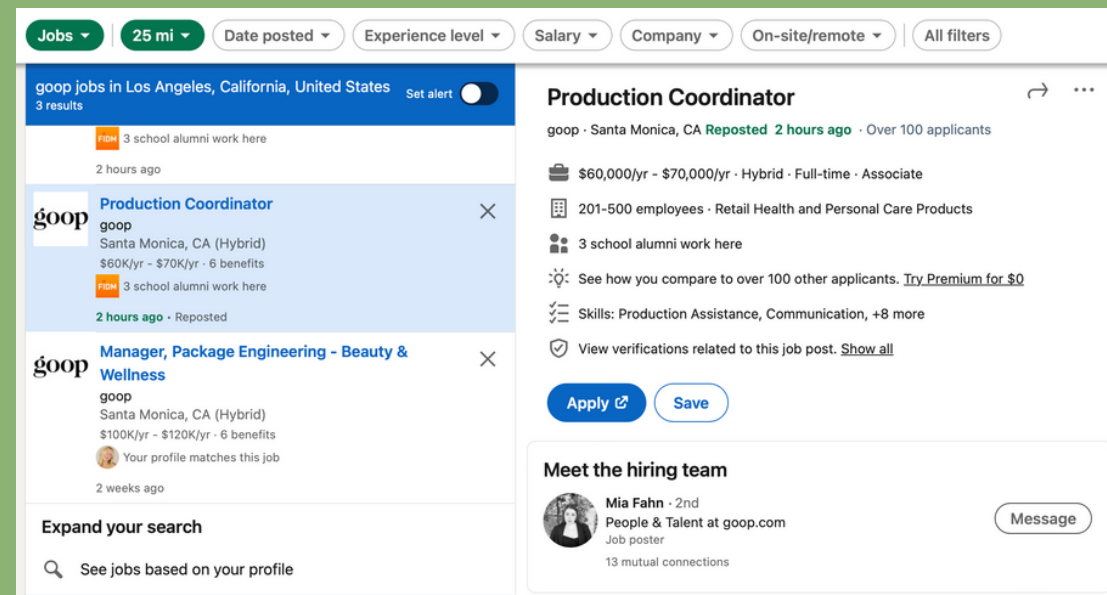 Jobs
25 mi
Date posted
Experience level
Salary
Company
On-site/remote
All filters
goop jobs in Los Angeles, California, United States
3 results
Set alert
FIDM 3 school alumni work here
2 hours ago
goop
Production Coordinator
goop
Santa Monica, CA (Hybrid)
$60K/yr - $70K/yr · 6 benefits
FIDM 3 school alumni work here
2 hours ago · Reposted
goop
Manager, Package Engineering - Beauty &
Wellness
goop
Santa Monica, CA (Hybrid)
$100K/yr - $120K/yr · 6 benefits
Your profile matches this job
2 weeks ago
Expand your search
See jobs based on your profile
Production Coordinator
goop · Santa Monica, CA Reposted 2 hours ago · Over 100 applicants
$60,000/yr - $70,000/yr · Hybrid · Full-time · Associate
201-500 employees · Retail Health and Personal Care Products
3 school alumni work here
See how you compare to over 100 other applicants. Try Premium for $0
Skills: Production Assistance, Communication, +8 more
View verifications related to this job post. Show all
Apply
Save
Meet the hiring team
Mia Fahn · 2nd
People & Talent at goop.com
Job poster
13 mutual connections
Message